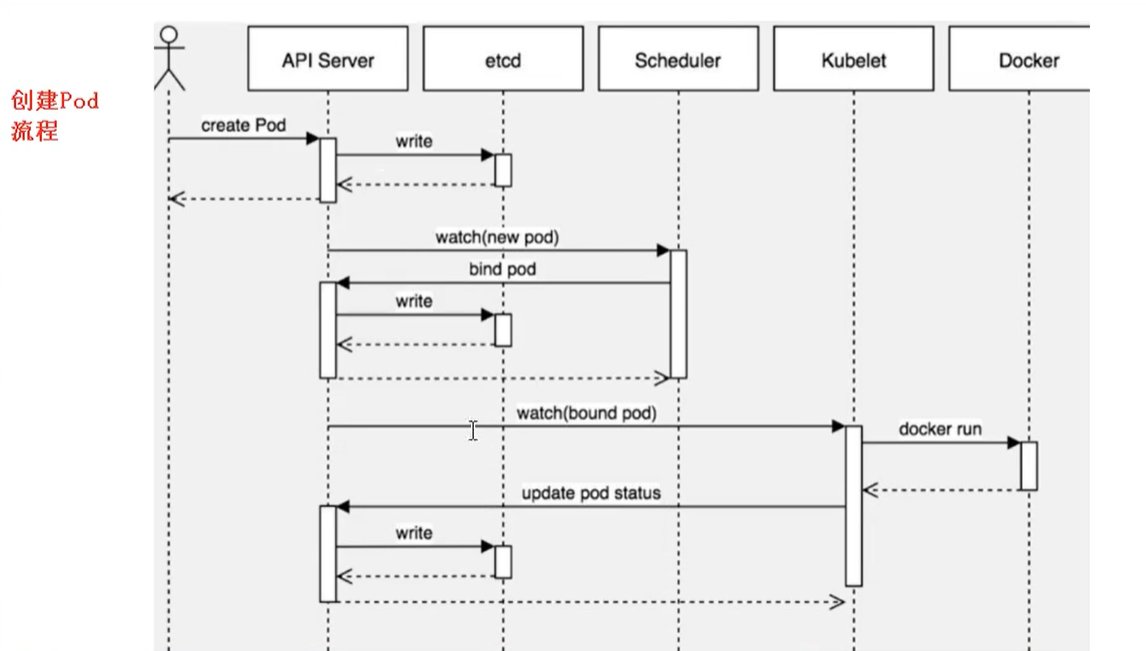 创建Pod
流程
API Server
etcd
Scheduler
Kubelet
Docker
create Pod
write
watch(new pod)
bind pod
write
watch(bound pod)
docker run
update pod status
write